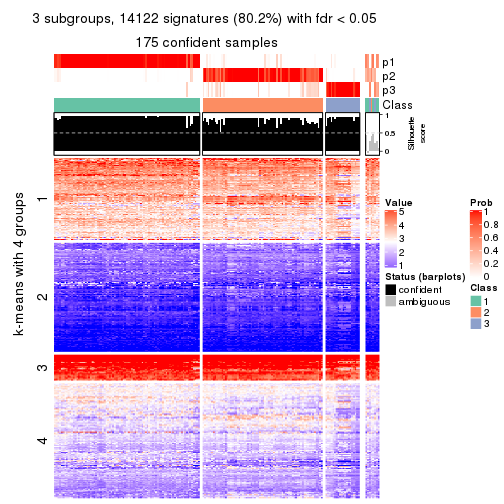 3 subgroups, 14122 signatures (80.2%) with fdr < 0.05
175 confident samples
p1
p2
p3
Class
1
0.5
0
Silhouette
score
k-means with 4 groups
1
2
3
4
Value
5
4
3
2
1
Status (barplots)
confident
ambiguous
Prob
1
0.8
0.6
0.4
0.2
0
Class
1
2
3